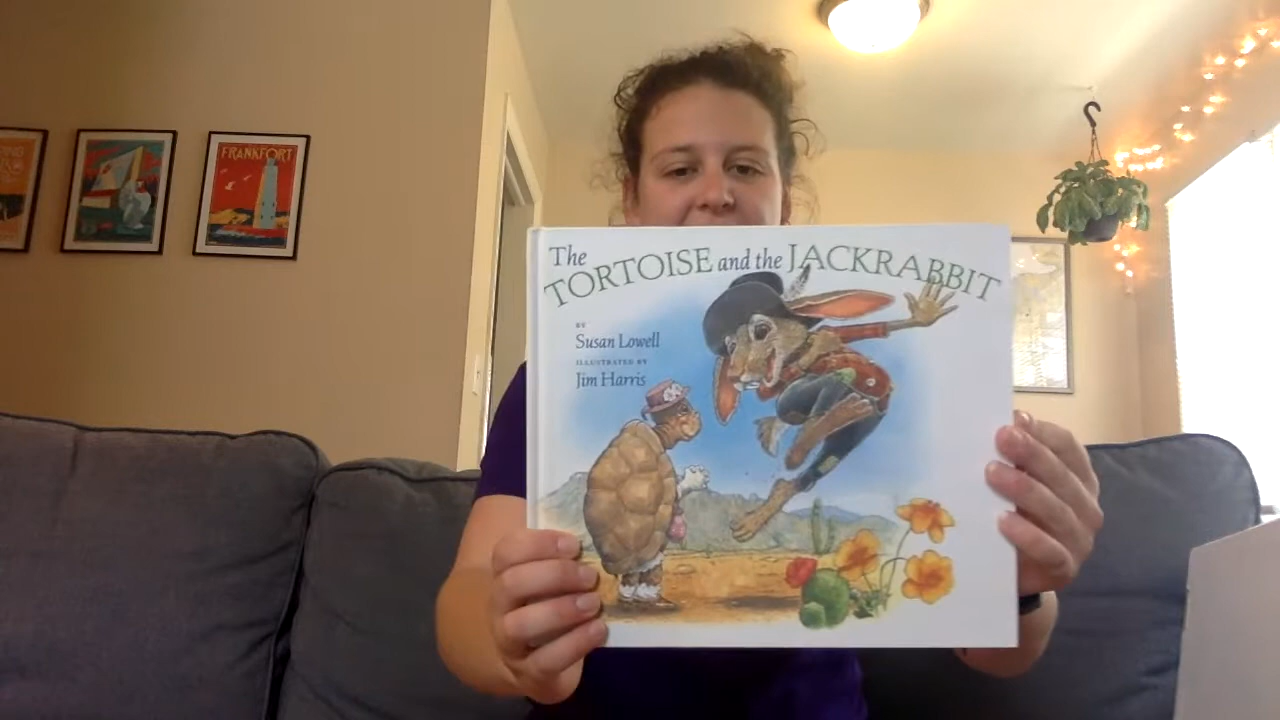 FRANKFORT
The
TORTOISE and the JACKRABBIT
BY
Susan Lowell
ILLUSTRATED BY
Jim Harris